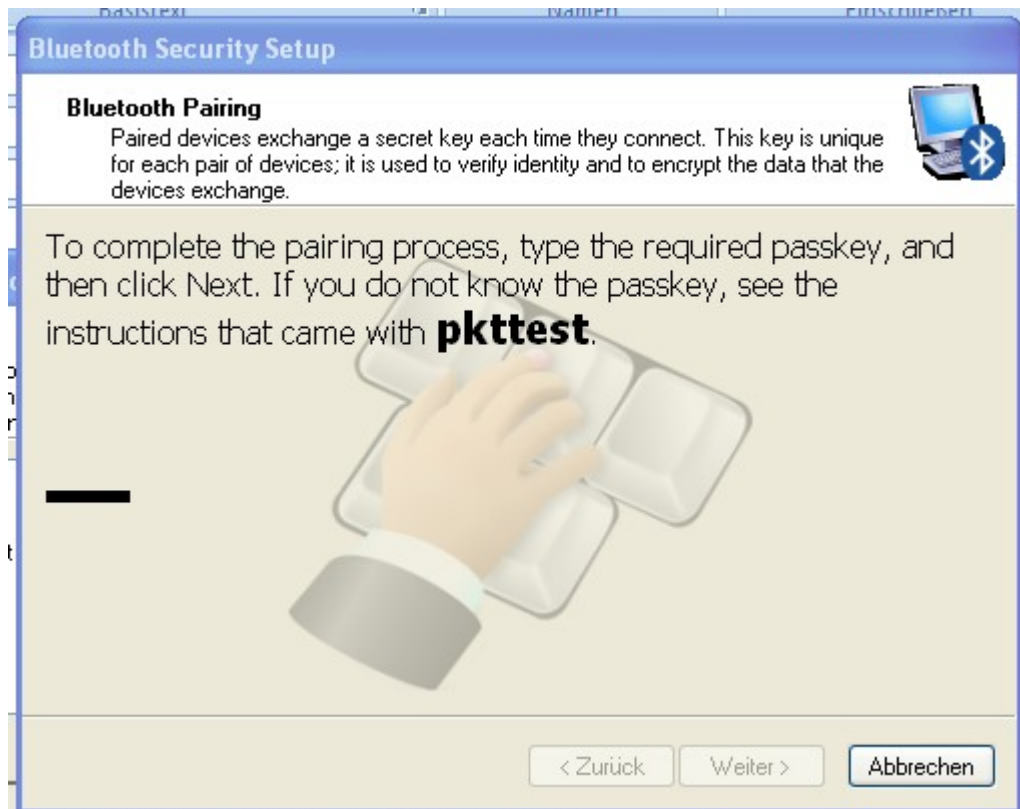 Basistext Namen Einschließen
Bluetooth Security Setup
Bluetooth Pairing
Paired devices exchange a secret key each time they connect. This key is unique
for each pair of devices; it is used to verify identity and to encrypt the data that the
devices exchange.
To complete the pairing process, type the required passkey, and
then click Next. If you do not know the passkey, see the
instructions that came with pkttest.
< Zurück Weiter > Abbrechen